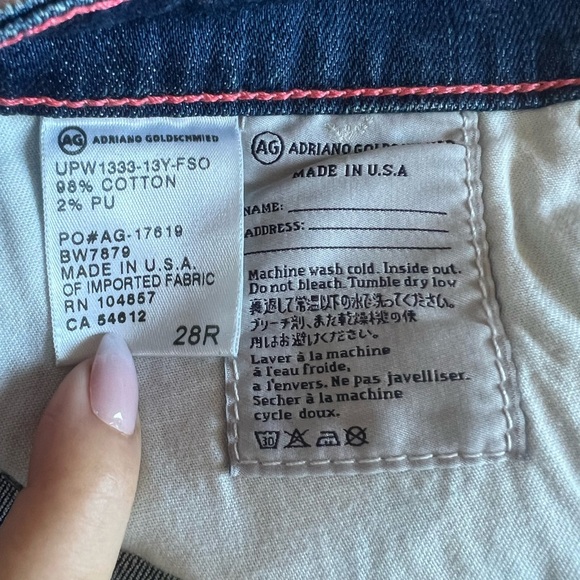 AG ADRIANO GOLDSCHMIED
UPW1333-13Y-FSO
98% COTTON
2% PU
PO#AG-17619
BW7879
MADE IN U.S.A.
OF IMPORTED FABRIC
RN 104857
CA 54612
28R
AG ADRIANO GOLDSCHMIED
MADE IN U.S.A
NAME:
ADDRESS:
Machine wash cold. Inside out.
Do not bleach. Tumble dry low
裏返して常温以下の水で洗ってください。
ブリーチ剤、また乾燥機の使
用はお避けください。
Laver à la machine
à l'eau froide,
a l'envers. Ne pas javelliser.
Secher à la machine
cycle doux.
30